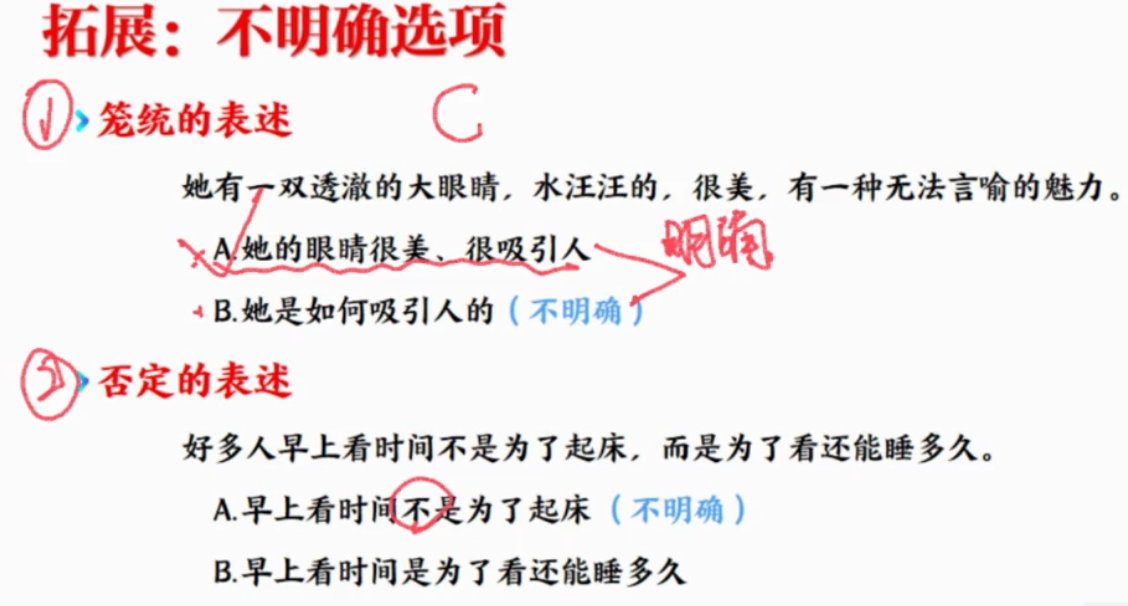 拓展：不明确选项
① 笼统的表述 C
她有一双透澈的大眼睛，水汪汪的，很美，有一种无法言喻的魅力。
A.她的眼睛很美、很吸引人 明确
B.她是如何吸引人的（不明确）
② 否定的表述
好多人早上看时间不是为了起床，而是为了看还能睡多久。
A.早上看时间不是为了起床（不明确）
B.早上看时间是为了看还能睡多久